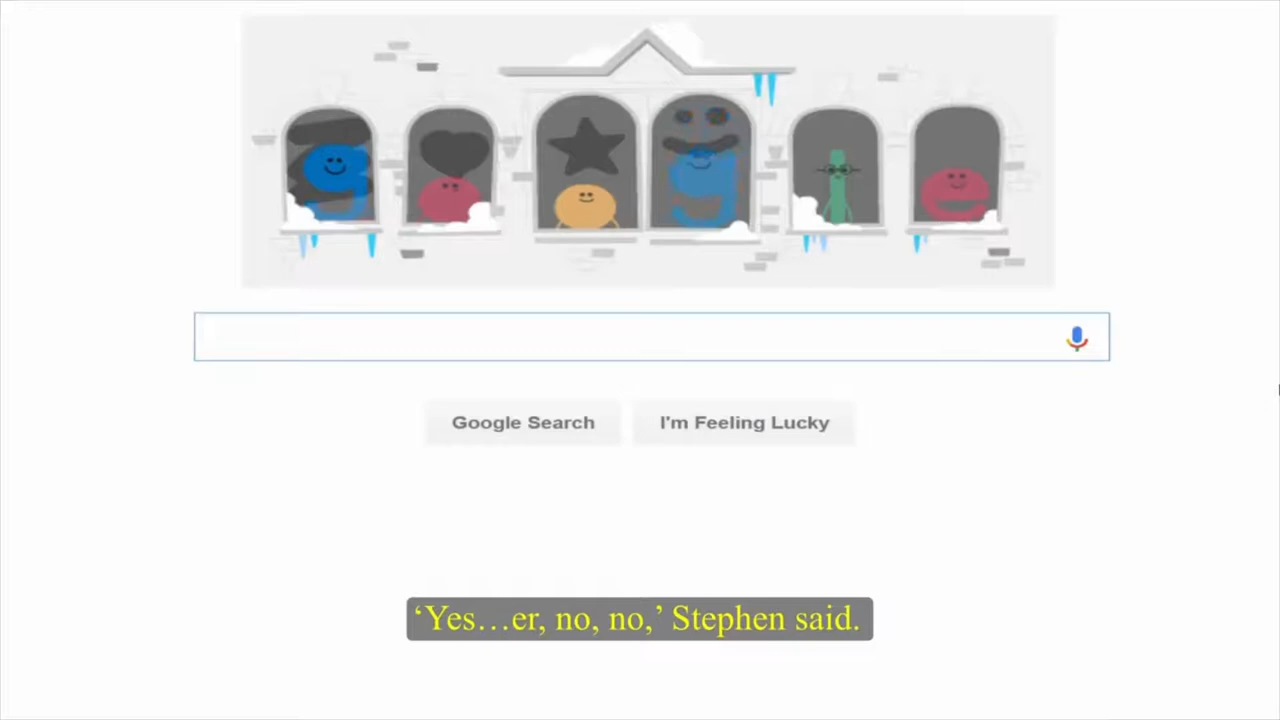 Google Search
I'm Feeling Lucky
‘Yes…er, no, no,’ Stephen said.